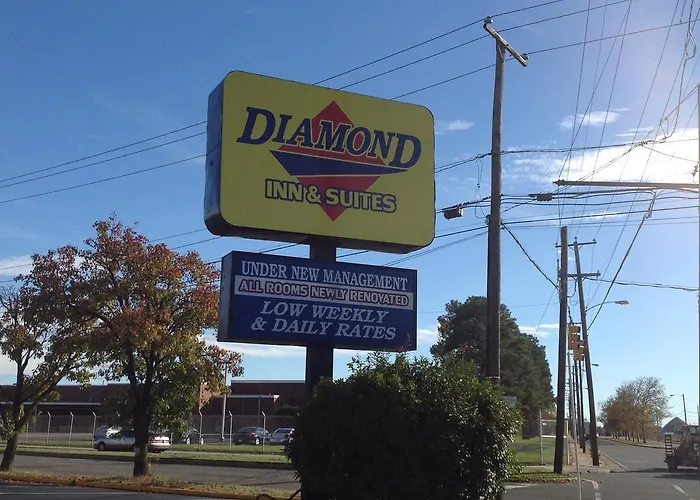 DIAMOND
INN & SUITES
UNDER NEW MANAGEMENT
ALL ROOMS NEWLY RENOVATED
LOW WEEKLY
& DAILY RATES